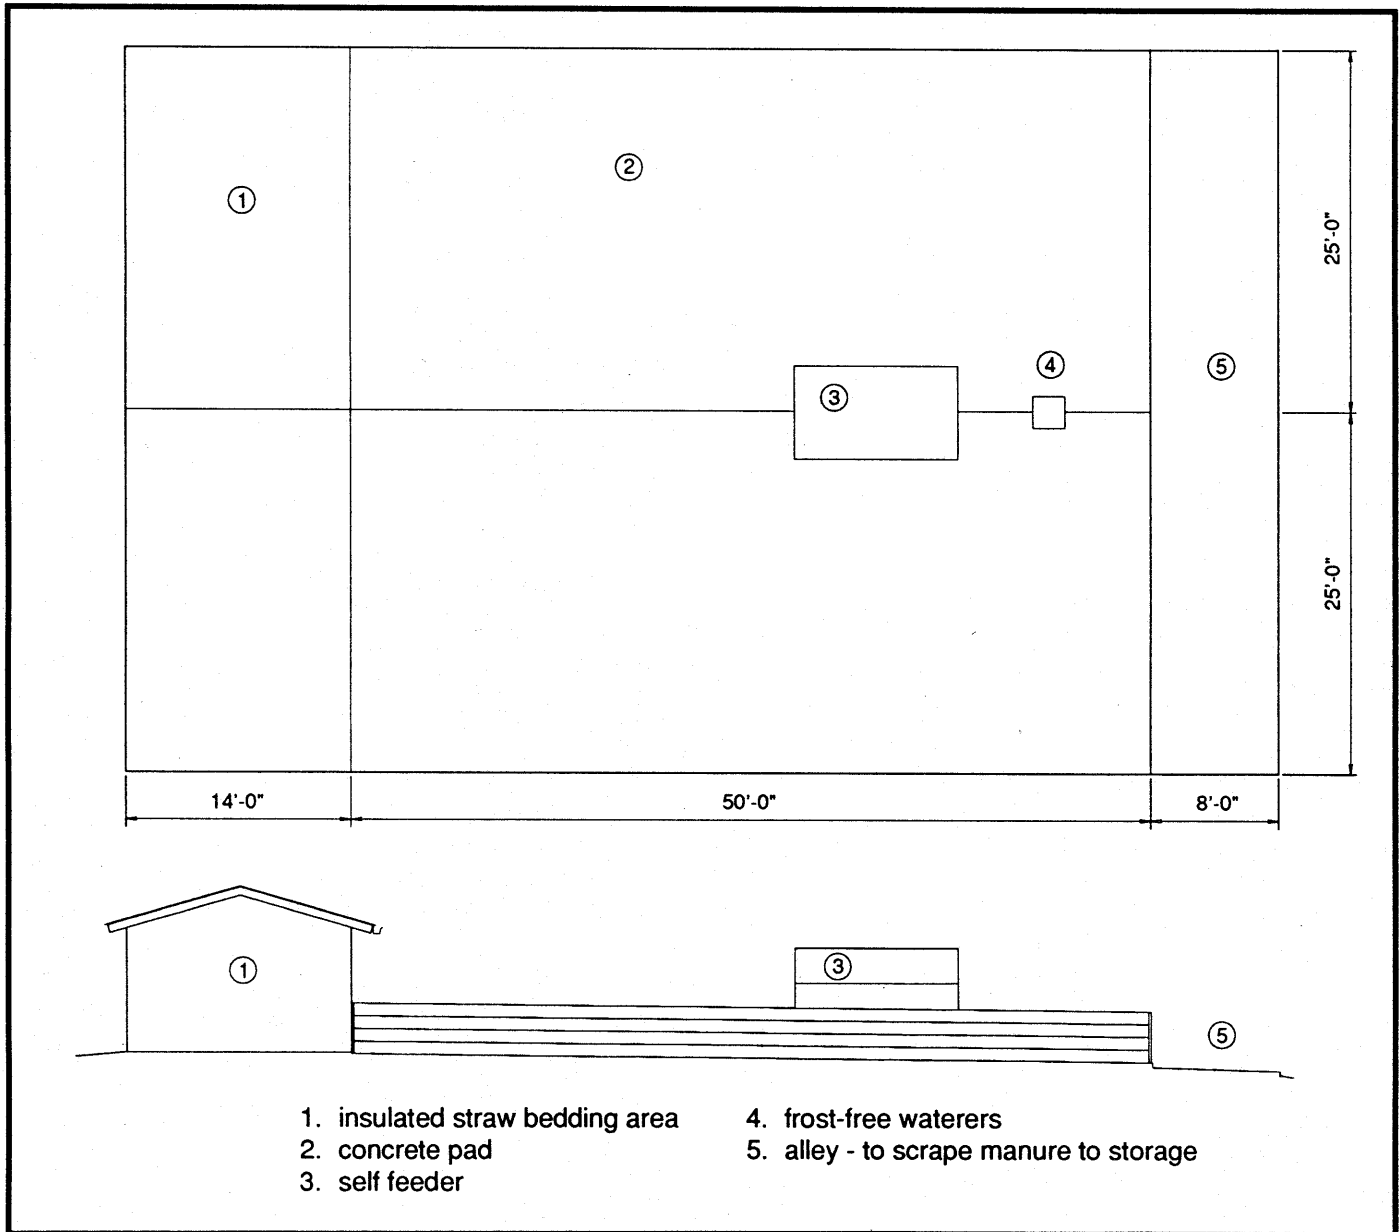 1
2
25'-0"
3
4
5
25'-0"
14'-0"
50'-0"
8'-0"
1
3
5
1. insulated straw bedding area
2. concrete pad
3. self feeder
4. frost-free waterers
5. alley - to scrape manure to storage